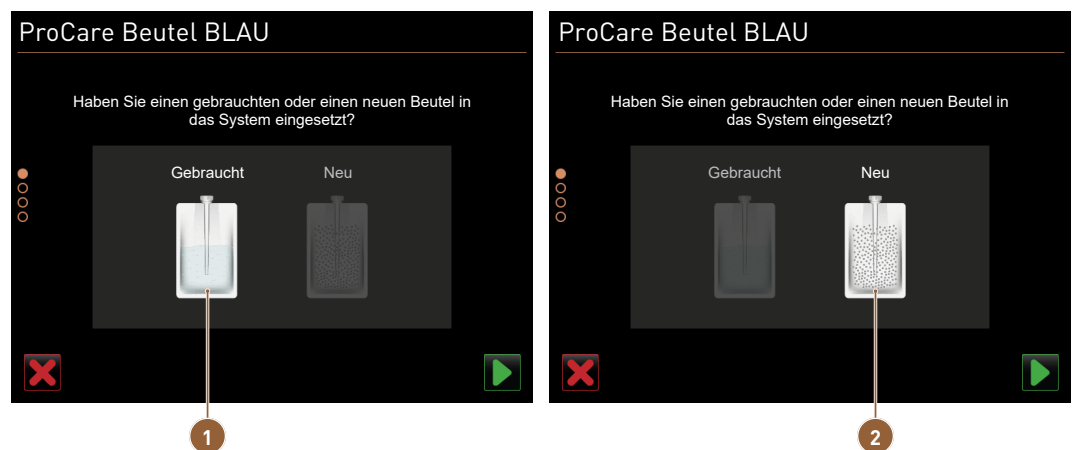 ProCare Beutel BLAU
Haben Sie einen gebrauchten oder einen neuen Beutel in
das System eingesetzt?
Gebraucht
Neu
1
ProCare Beutel BLAU
Haben Sie einen gebrauchten oder einen neuen Beutel in
das System eingesetzt?
Gebraucht
Neu
2